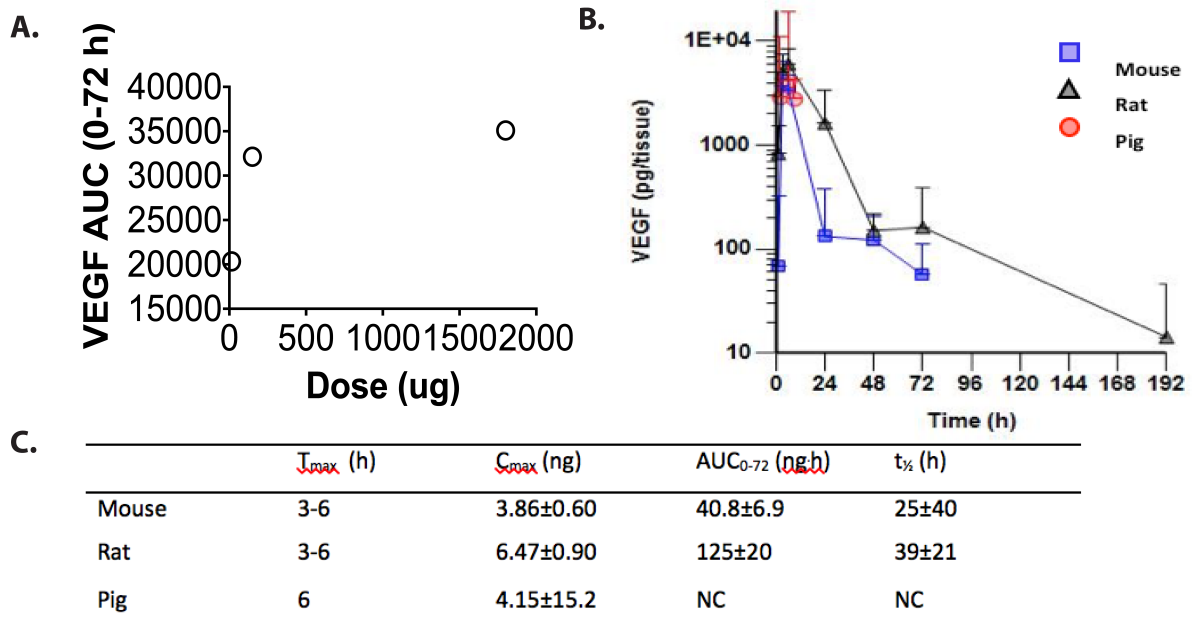 A.
VEGF AUC (0-72 h)
40000
35000
30000
25000
20000
15000
0 500 1000 1500 2000
Dose (ug)
B.
VEGF (pg/tissue)
1E+04
1000
100
10
0 24 48 72 96 120 144 168 192
Time (h)
Mouse
Rat
Pig
C.
Tmax (h) Cmax (ng) AUC0-72 (ng·h) t½ (h)
Mouse 3-6 3.86±0.60 40.8±6.9 25±40
Rat 3-6 6.47±0.90 125±20 39±21
Pig 6 4.15±15.2 NC NC